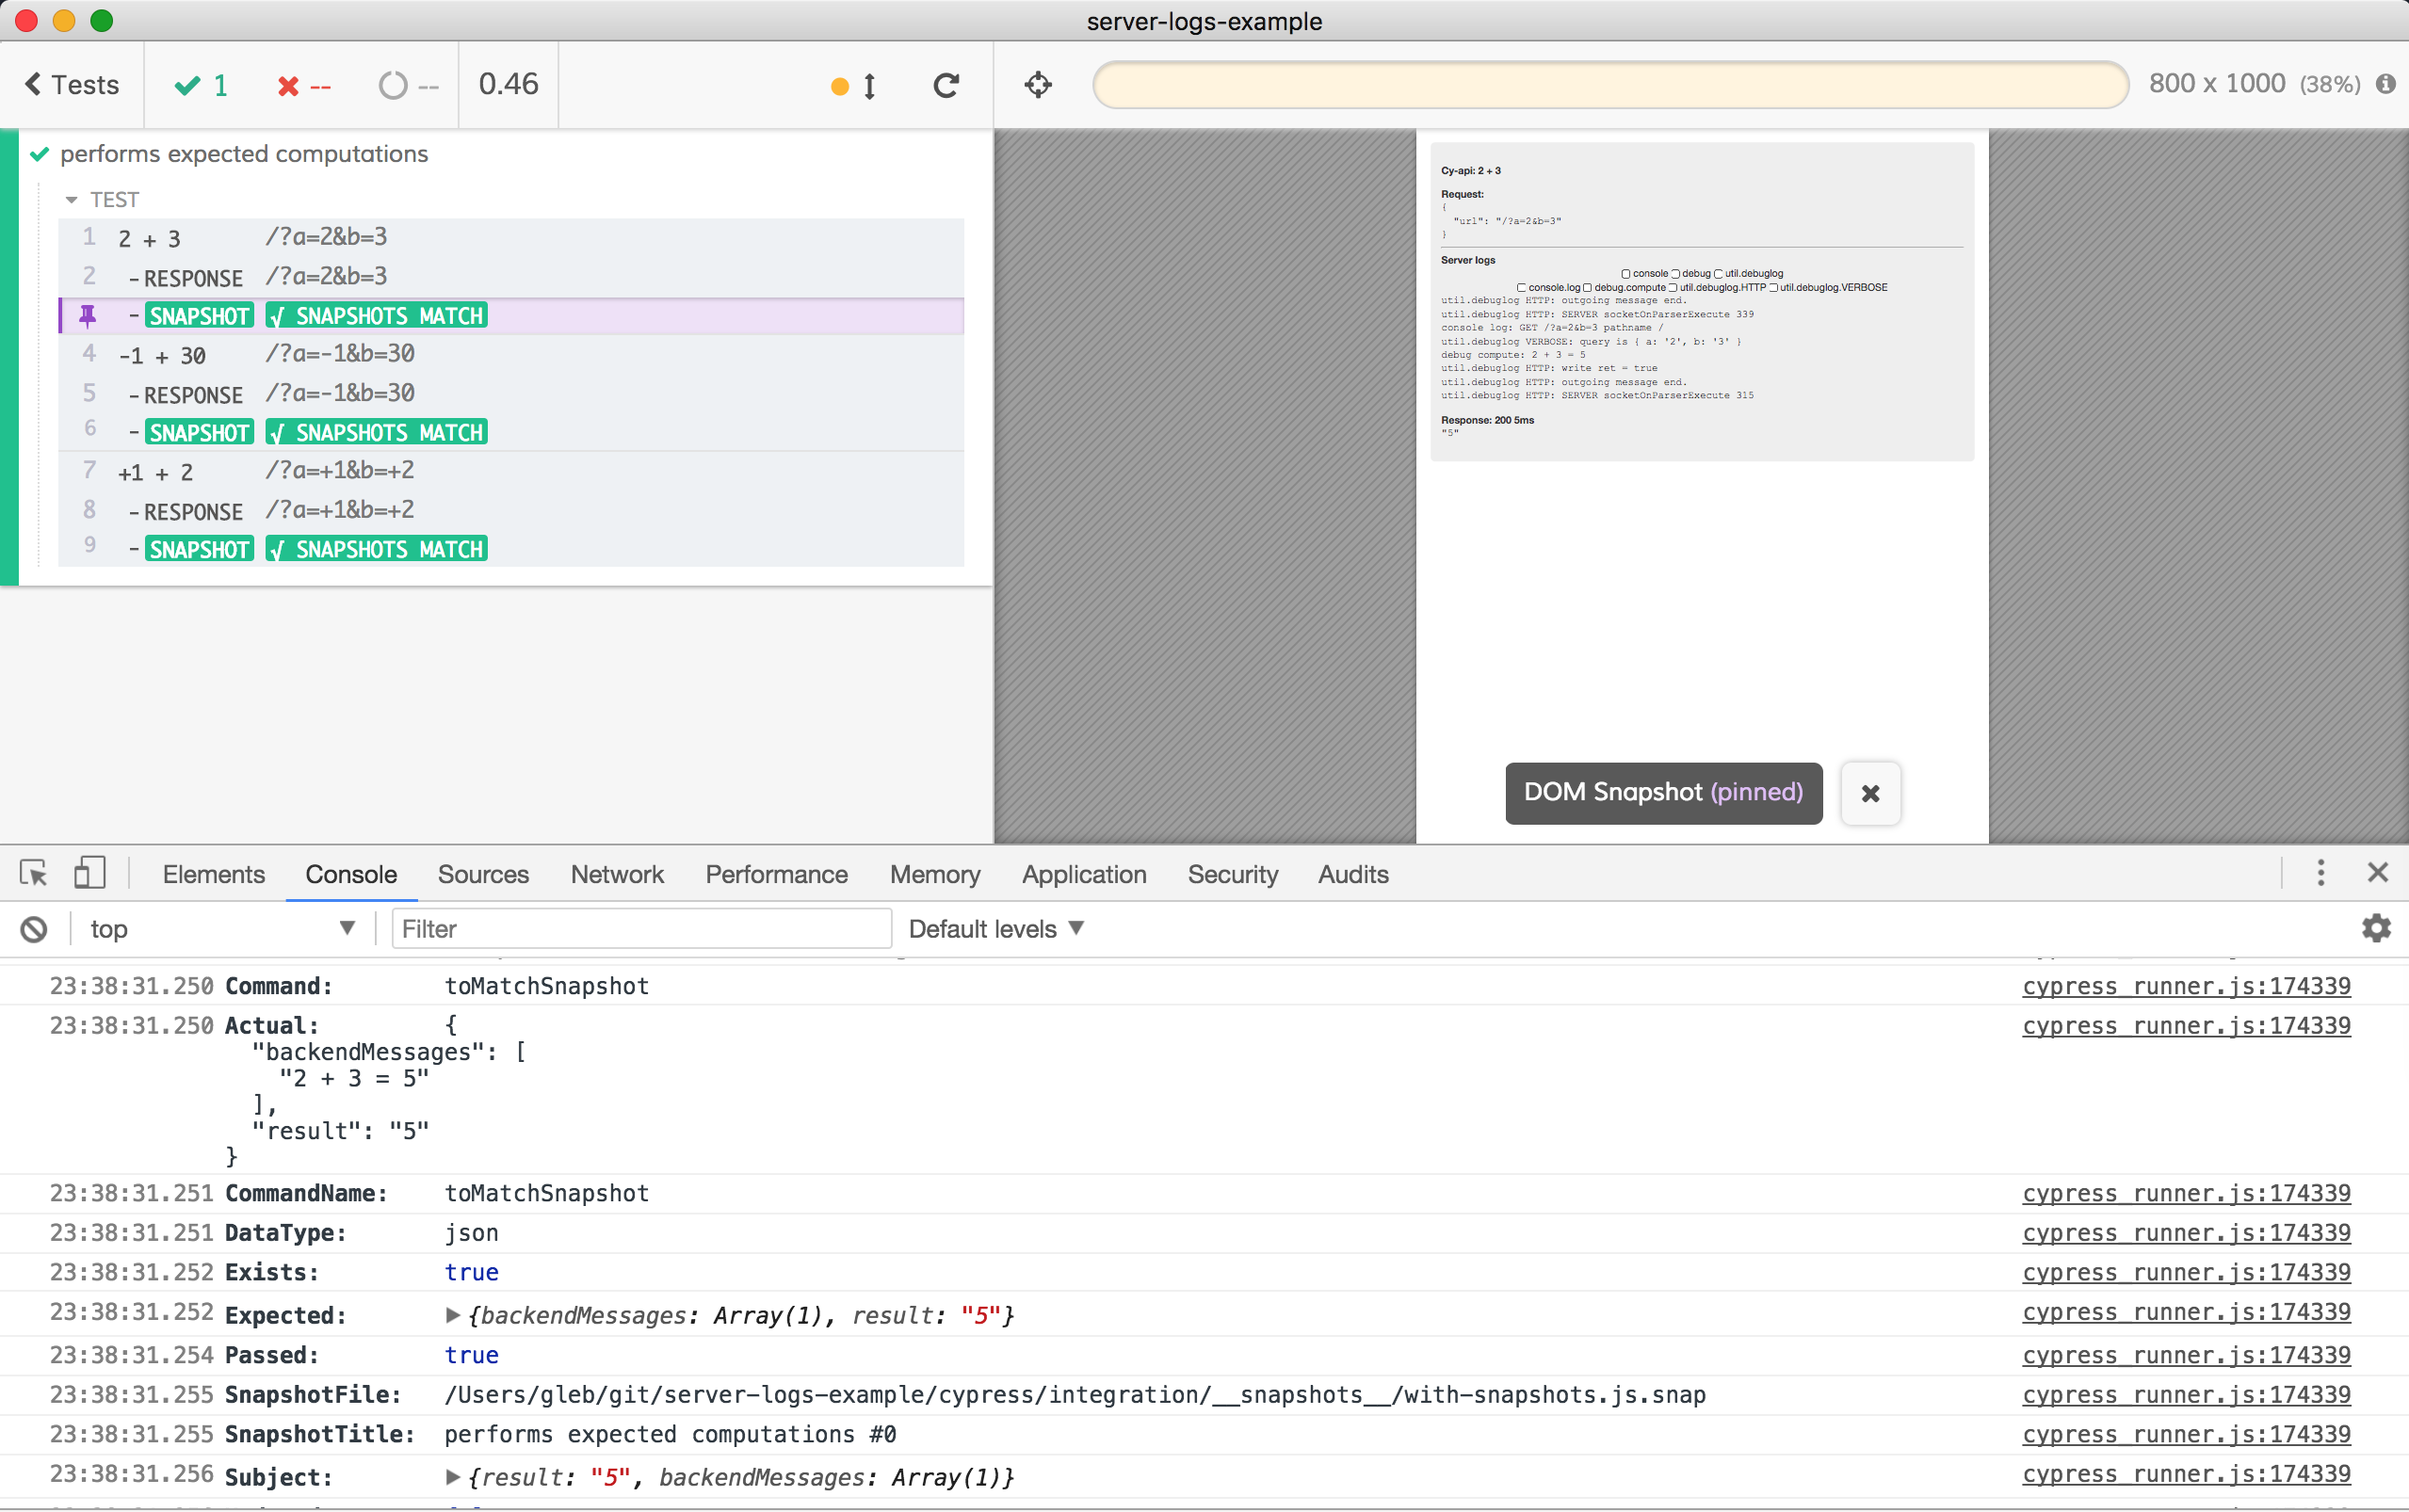 server-logs-example
Tests
1
--
--
0.46
800 x 1000 (38%)
performs expected computations
TEST
1 2 + 3 /?a=2&b=3
2 -RESPONSE /?a=2&b=3
- SNAPSHOT √ SNAPSHOTS MATCH
4 -1 + 30 /?a=-1&b=30
5 -RESPONSE /?a=-1&b=30
6 - SNAPSHOT √ SNAPSHOTS MATCH
7 +1 + 2 /?a=+1&b=+2
8 -RESPONSE /?a=+1&b=+2
9 - SNAPSHOT √ SNAPSHOTS MATCH
Cy-api: 2 + 3
Request:
{
"url": "/?a=2&b=3"
}
Server logs
console debug util.debuglog
console.log debug.compute util.debuglog.HTTP util.debuglog.VERBOSE
util.debuglog HTTP: outgoing message end.
util.debuglog HTTP: SERVER socketOnParserExecute 339
console log: GET /?a=2&b=3 pathname /
util.debuglog VERBOSE: query is { a: '2', b: '3' }
debug compute: 2 + 3 = 5
util.debuglog HTTP: write ret = true
util.debuglog HTTP: outgoing message end.
util.debuglog HTTP: SERVER socketOnParserExecute 315
Response: 200 5ms
"5"
DOM Snapshot (pinned)
Elements Console Sources Network Performance Memory Application Security Audits
top Filter Default levels
23:38:31.250 Command: toMatchSnapshot cypress_runner.js:174339
23:38:31.250 Actual: { cypress_runner.js:174339
"backendMessages": [
"2 + 3 = 5"
],
"result": "5"
}
23:38:31.251 CommandName: toMatchSnapshot cypress_runner.js:174339
23:38:31.251 DataType: json cypress_runner.js:174339
23:38:31.252 Exists: true cypress_runner.js:174339
23:38:31.252 Expected: {backendMessages: Array(1), result: "5"} cypress_runner.js:174339
23:38:31.254 Passed: true cypress_runner.js:174339
23:38:31.255 SnapshotFile: /Users/gleb/git/server-logs-example/cypress/integration/__snapshots__/with-snapshots.js.snap cypress_runner.js:174339
23:38:31.255 SnapshotTitle: performs expected computations #0 cypress_runner.js:174339
23:38:31.256 Subject: {result: "5", backendMessages: Array(1)} cypress_runner.js:174339